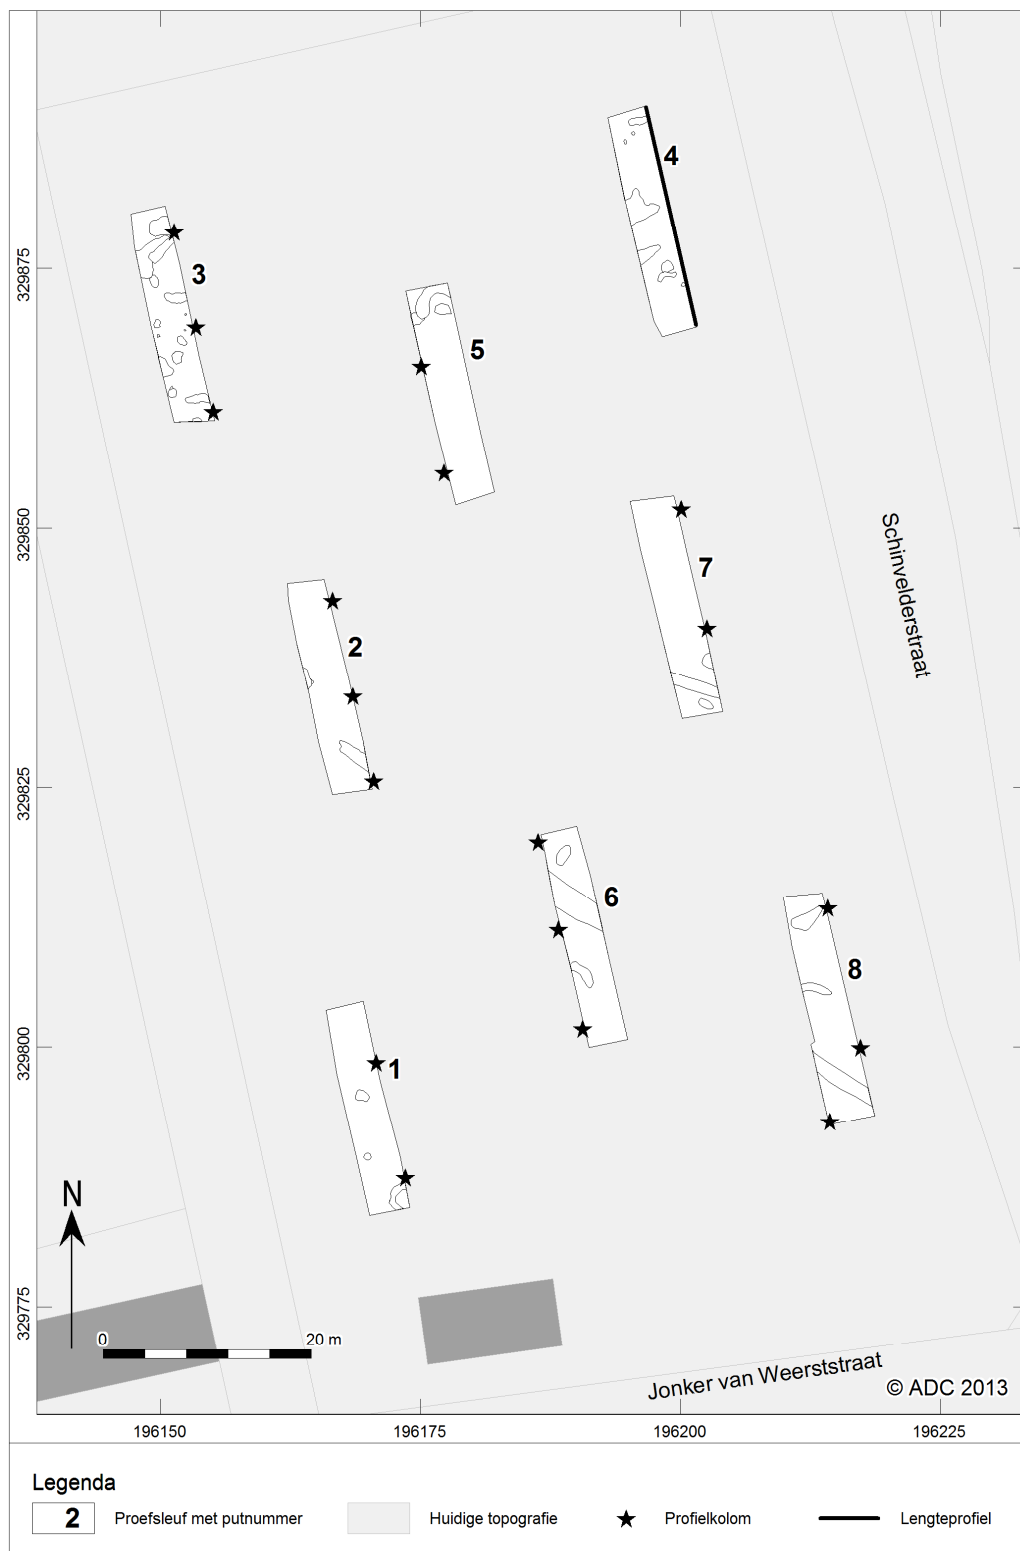 4
3
5
7
2
6
8
1
329875
329850
329825
329800
329775
Schinvelderstraat
N
0 20 m
Jonker van Weerststraat
© ADC 2013
196150 196175 196200 196225
Legenda
2 Proefsleuf met putnummer Huidige topografie Profielkolom Lengteprofiel